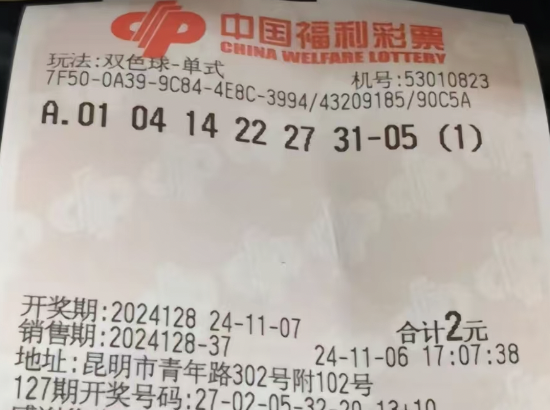 中国福利彩票
CHINA WELFARE LOTTERY
玩法:双色球-单式 机号:53010823
7F50-0A39-9C84-4E8C-3994/43209185/90C5A
A.01 04 14 22 27 31-05 (1)
开奖期:2024128 24-11-07 合计2元
销售期:2024128-37 24-11-06 17:07:38
地址:昆明市青年路302号附102号
127期开奖号码:27-02-05-32-20